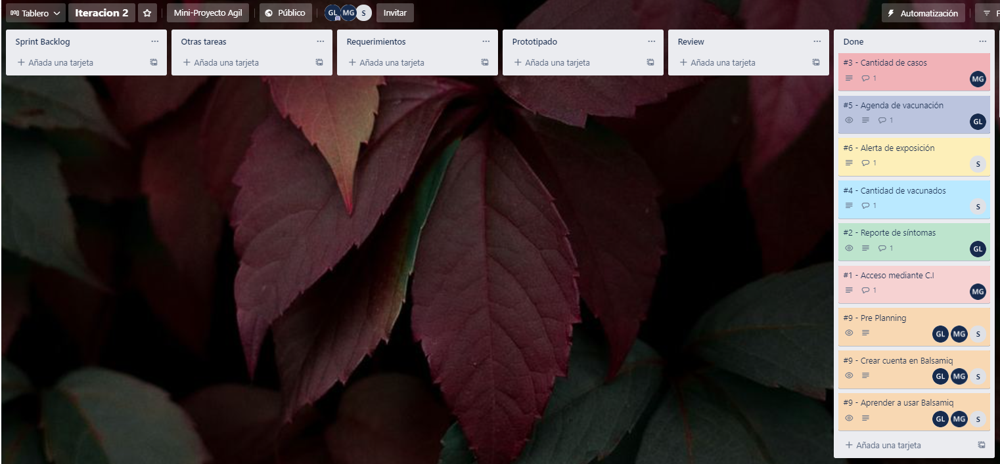 Tablero
Iteracion 2
Mini-Proyecto Agil
Público
GL MG S
Invitar
Automatización
F
Sprint Backlog
Añada una tarjeta
Otras tareas
Añada una tarjeta
Requerimientos
Añada una tarjeta
Prototipado
Añada una tarjeta
Review
Añada una tarjeta
Done
#3 - Cantidad de casos
1
MG
#5 - Agenda de vacunación
1
GL
#6 - Alerta de exposición
1
S
#4 - Cantidad de vacunados
1
S
#2 - Reporte de síntomas
1
GL
#1 - Acceso mediante C.I
1
MG
#9 - Pre Planning
GL MG S
#9 - Crear cuenta en Balsamiq
GL MG S
#9 - Aprender a usar Balsamiq
GL MG S
Añada una tarjeta